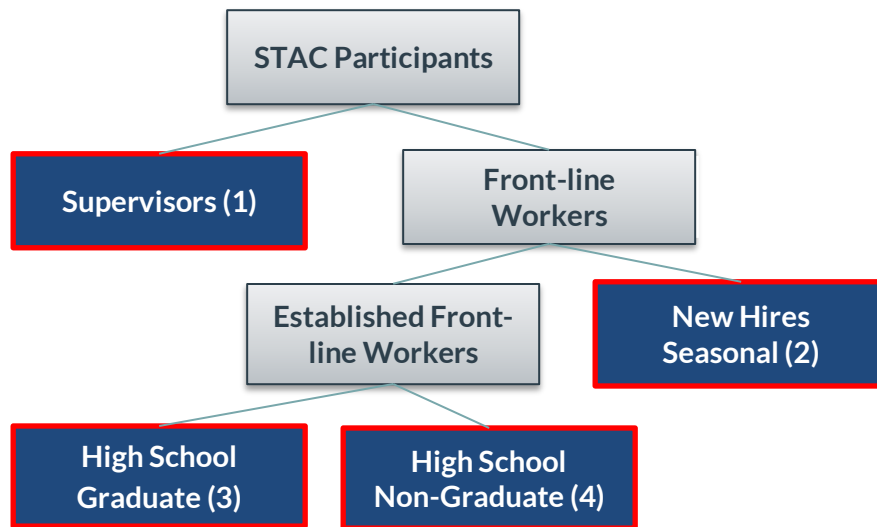 STAC Participants
Supervisors (1)
Front-line
Workers
Established Front-
line Workers
New Hires
Seasonal (2)
High School
Graduate (3)
High School
Non-Graduate (4)